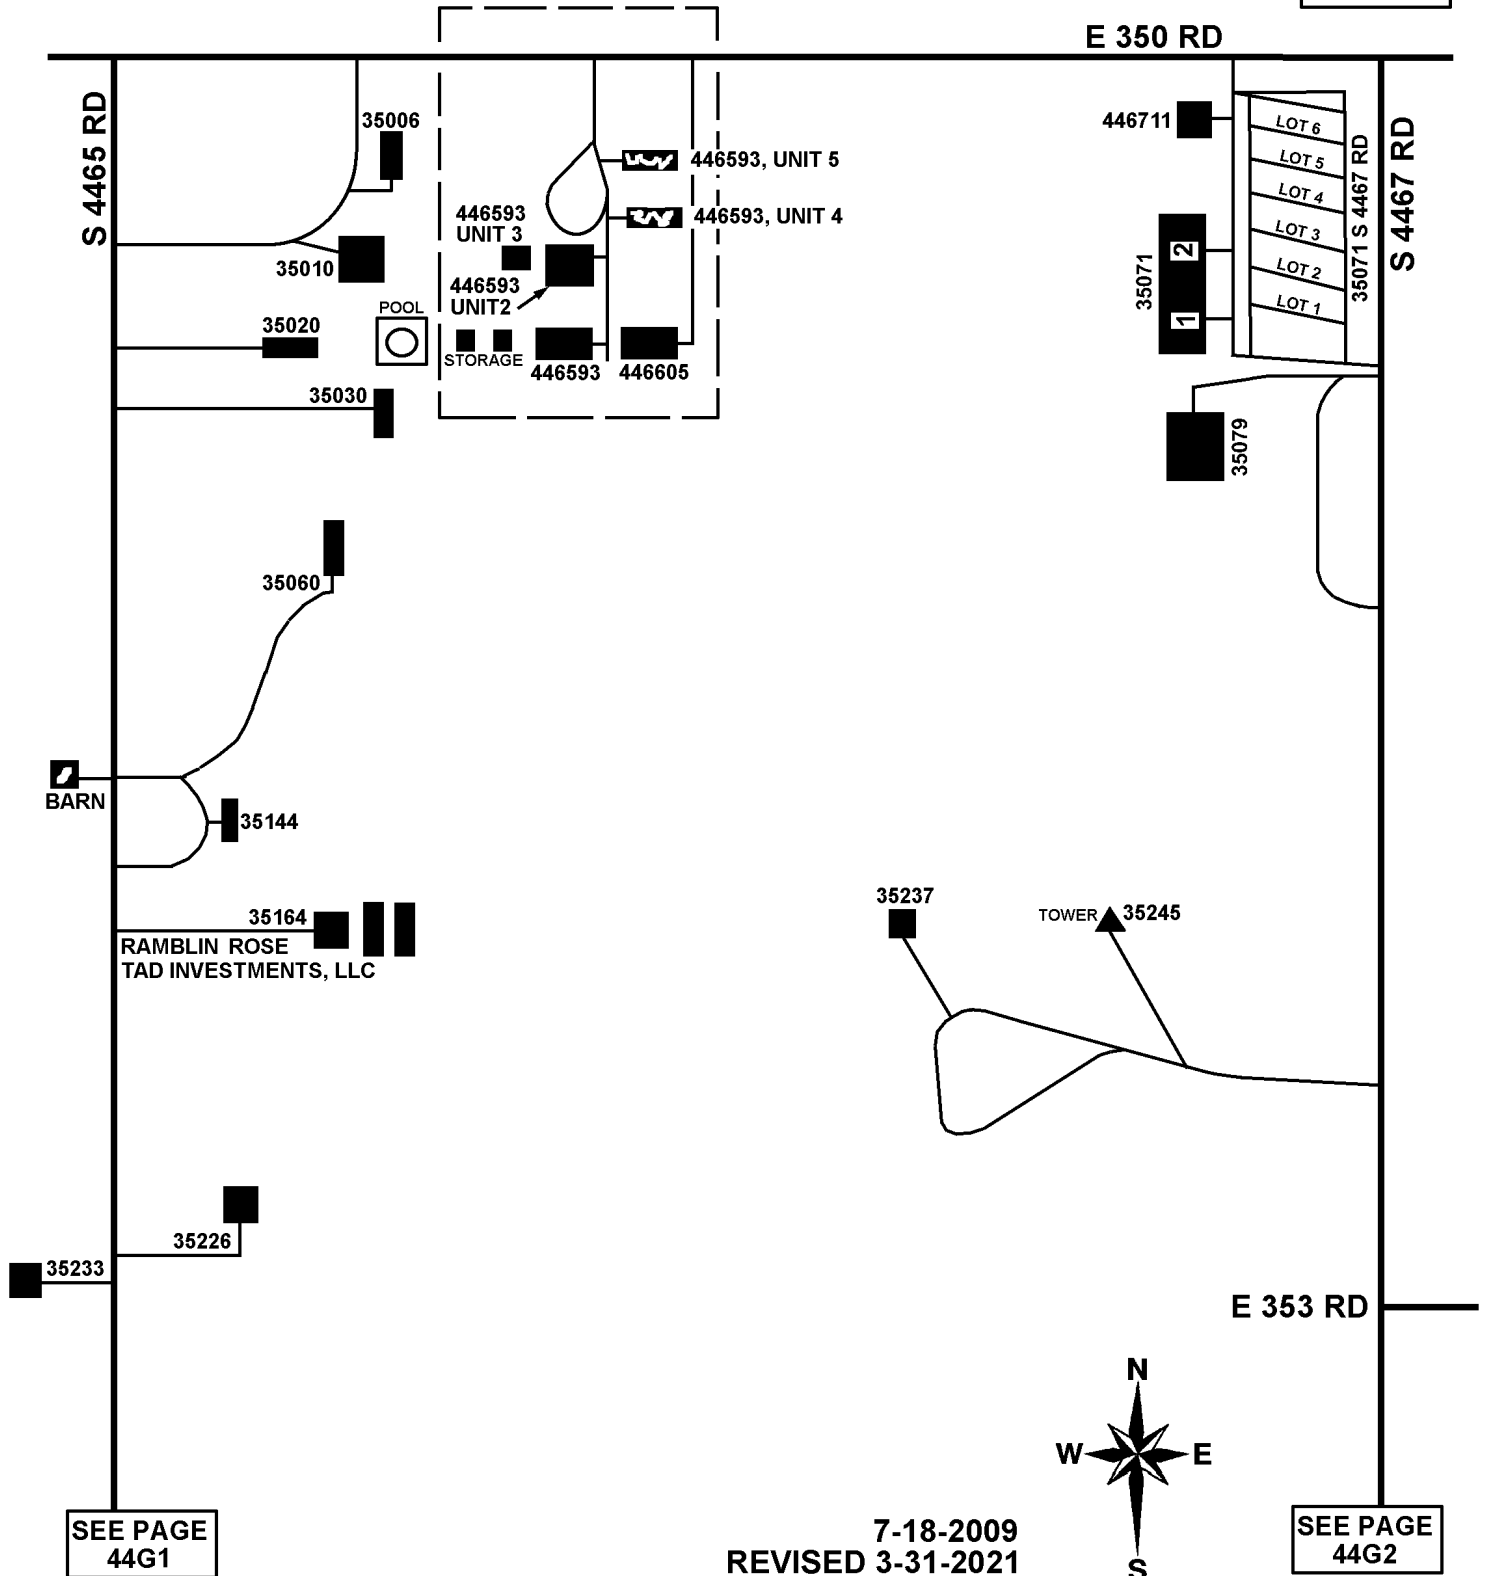 E 350 RD
S 4465 RD
35006
446711
LOT 6
LOT 5
LOT 4
LOT 3
LOT 2
LOT 1
35071 S 4467 RD
S 4467 RD
446593, UNIT 5
446593, UNIT 4
446593
UNIT 3
35010
446593
UNIT2
35071
2
1
POOL
35020
STORAGE
446593
446605
35030
35079
35060
BARN
35144
35164
RAMBLIN ROSE
TAD INVESTMENTS, LLC
35237
TOWER
35245
35226
35233
E 353 RD
N
W
E
S
SEE PAGE
44G1
7-18-2009
REVISED 3-31-2021
SEE PAGE
44G2